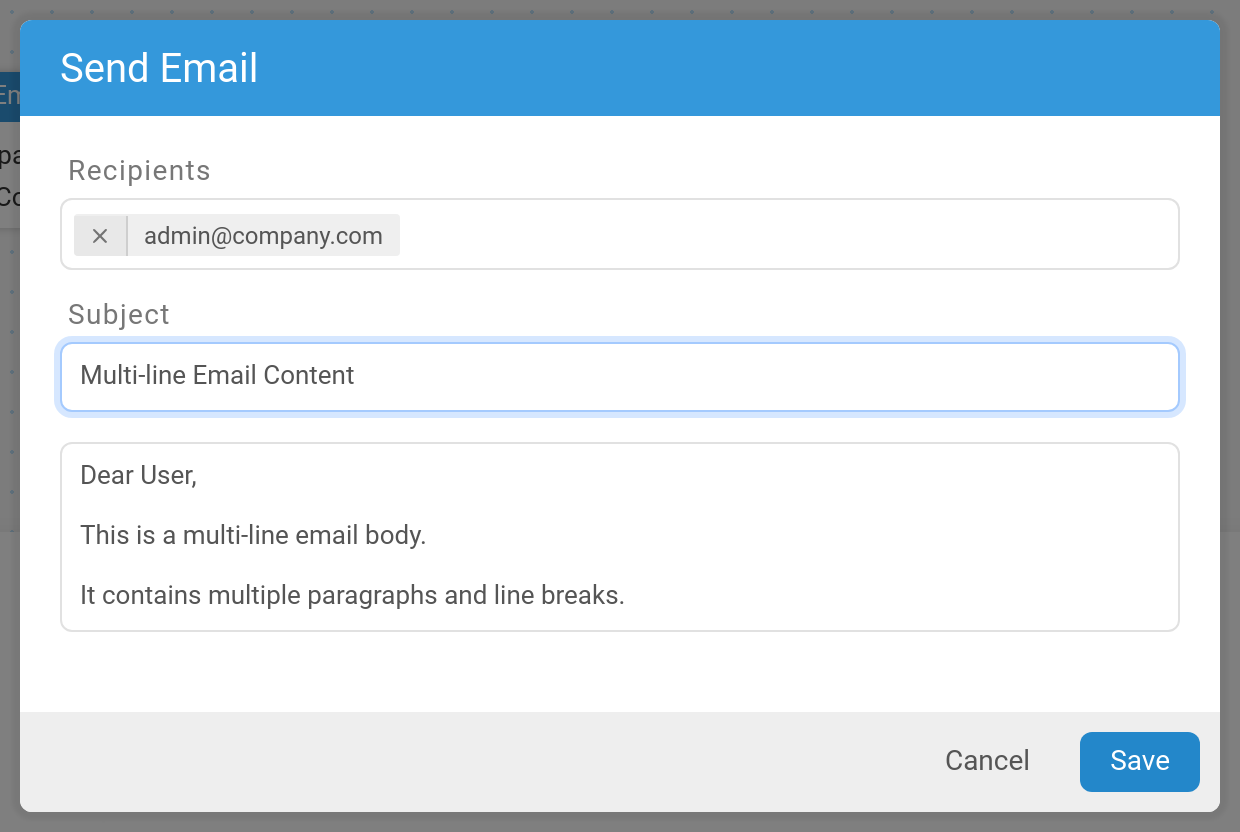 Send Email
Recipients
admin@company.com
Subject
Multi-line Email Content
Dear User,
This is a multi-line email body.
It contains multiple paragraphs and line breaks.
Cancel
Save